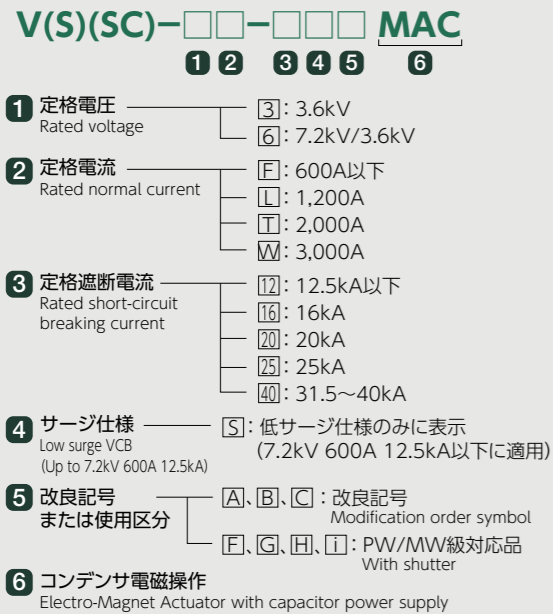 V(S)(SC)-□□-□□□ MAC
1 2 3 4 5 6
1 定格電圧
Rated voltage
3：3.6kV
6：7.2kV/3.6kV
2 定格電流
Rated normal current
F：600A以下
L：1,200A
T：2,000A
W：3,000A
3 定格遮断電流
Rated short-circuit
breaking current
12：12.5kA以下
16：16kA
20：20kA
25：25kA
40：31.5～40kA
4 サージ仕様
Low surge VCB
(Up to 7.2kV 600A 12.5kA)
S：低サージ仕様のみに表示
(7.2kV 600A 12.5kA以下に適用)
5 改良記号
または使用区分
A、B、C：改良記号
Modification order symbol
F、G、H、i：PW/MW級対応品
With shutter
6 コンデンサ電磁操作
Electro-Magnet Actuator with capacitor power supply